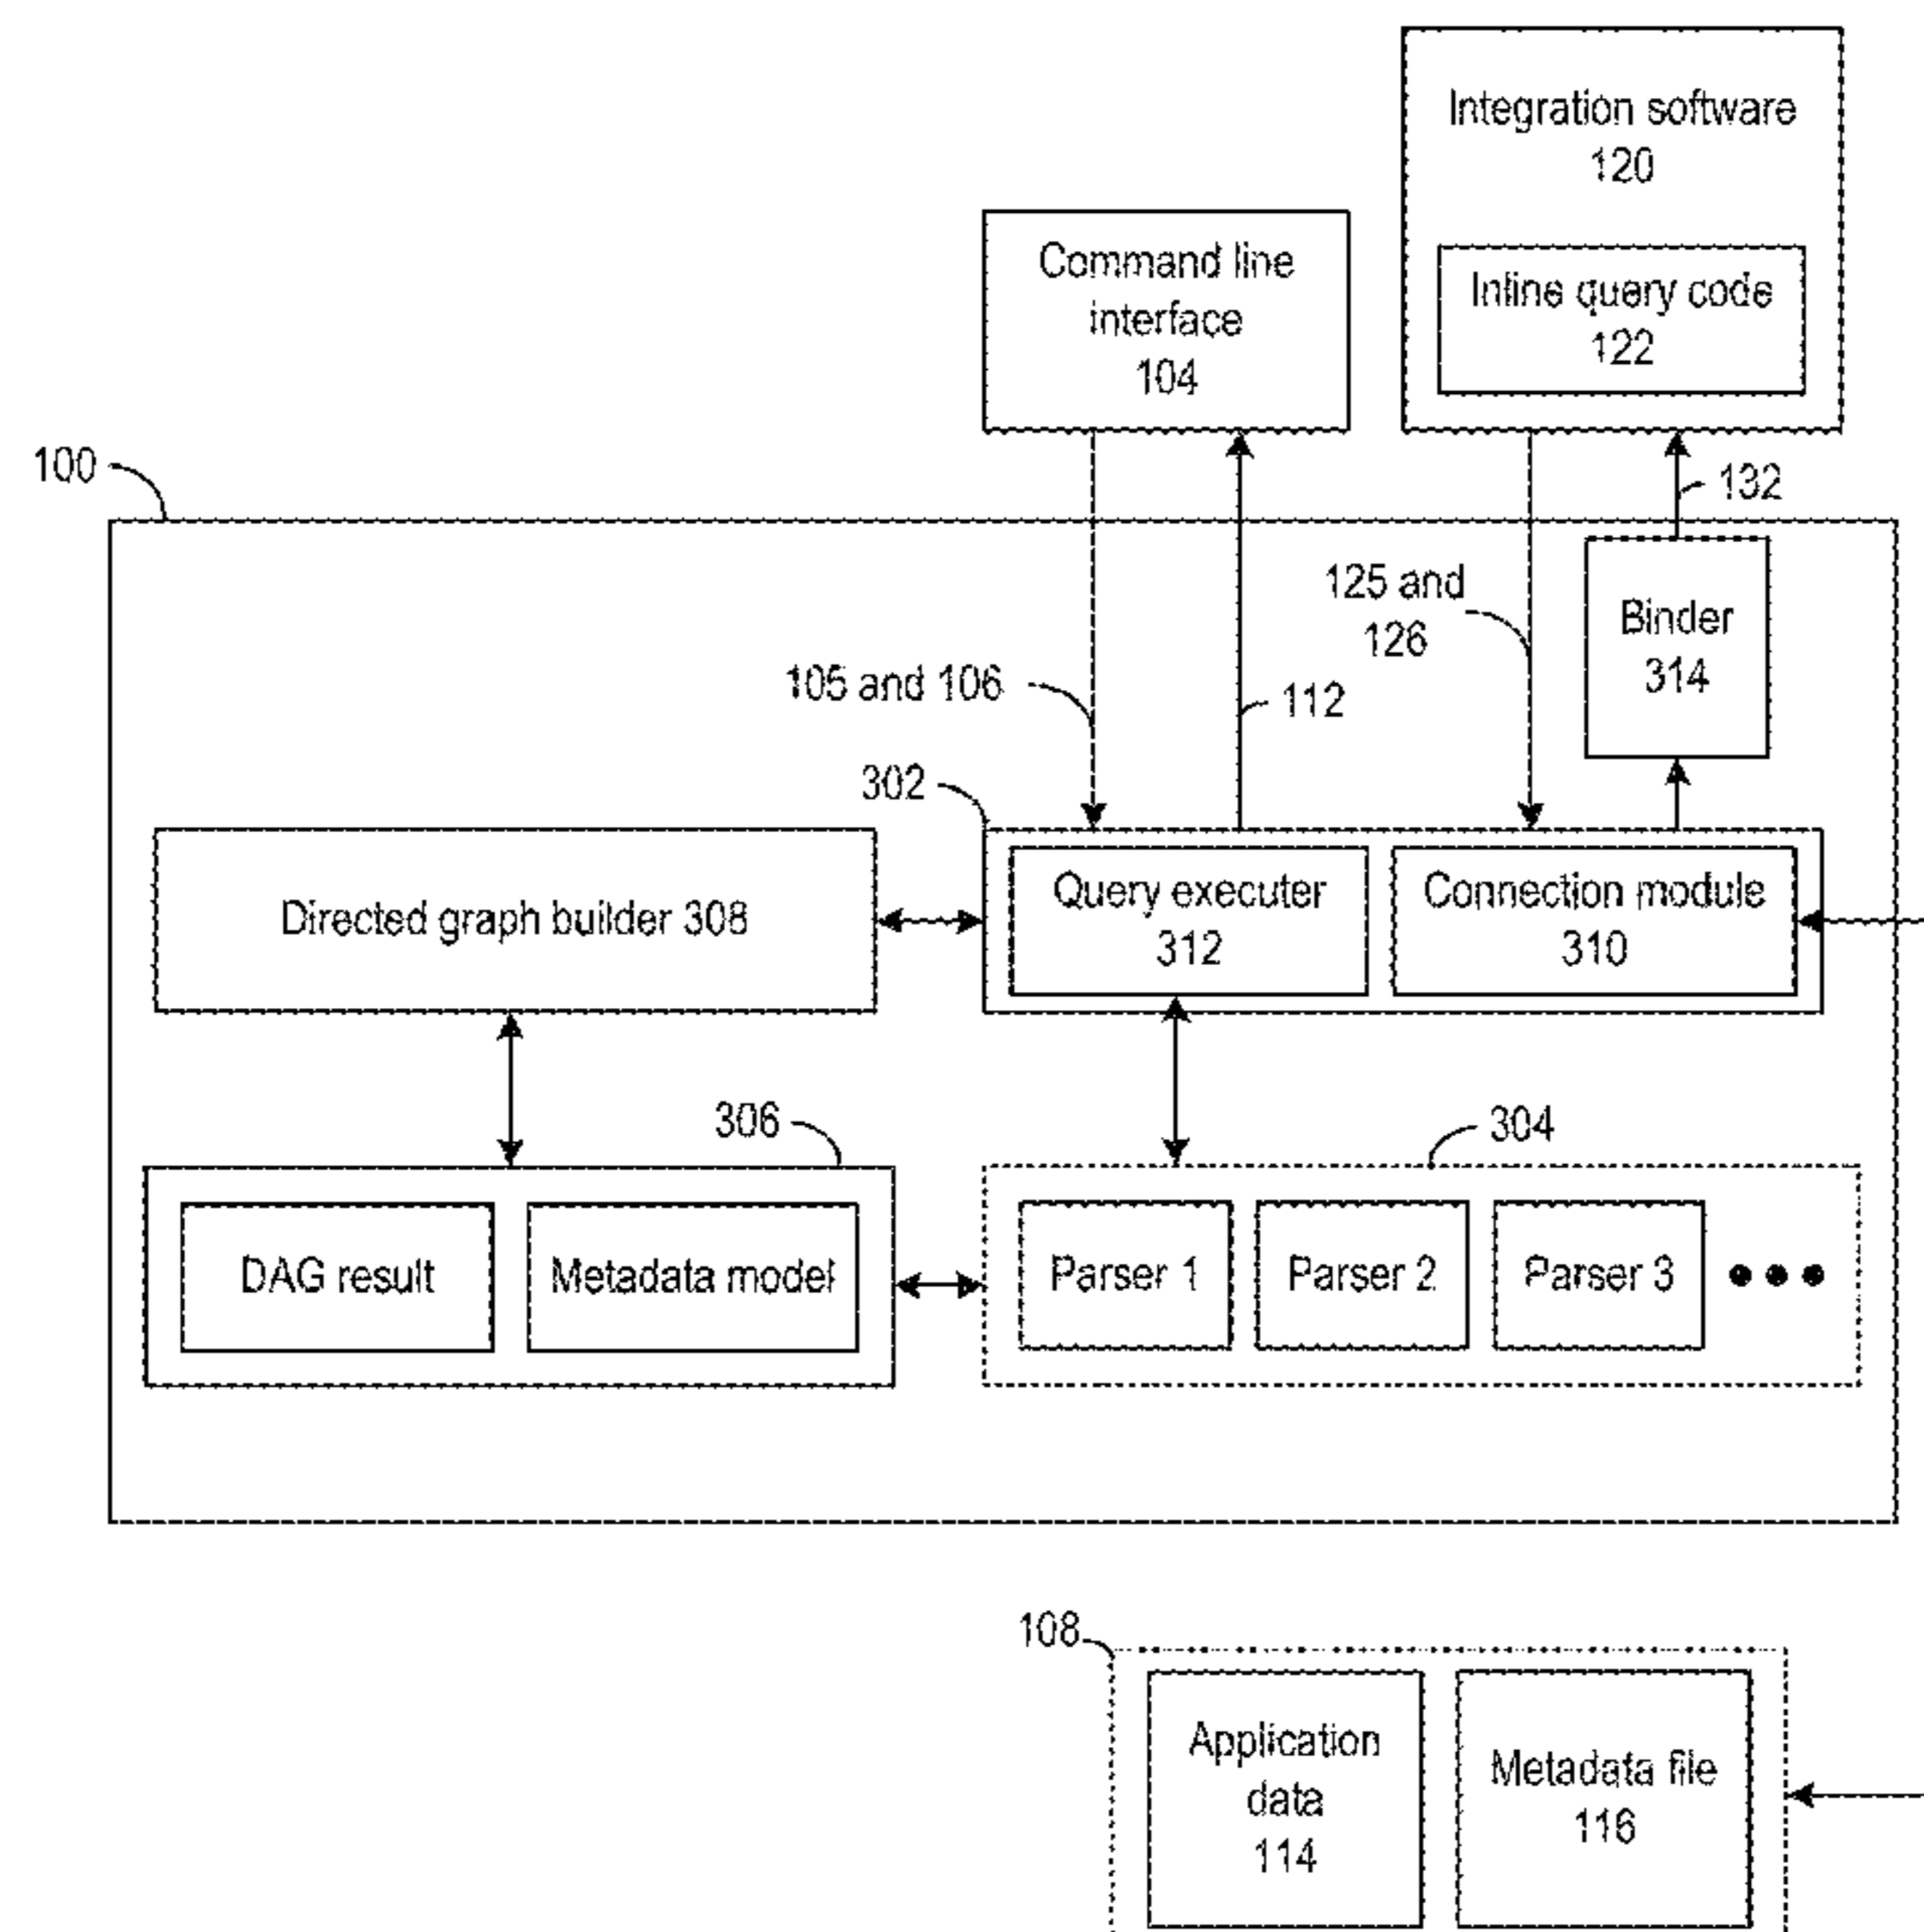 Integration software
120
Command line
interface
104
Inline query code
122
100
132
125 and
126
Binder
314
105 and 106
112
302
Directed graph builder 308
Query executer
312
Connection module
310
306
304
DAG result
Metadata model
Parser 1
Parser 2
Parser 3
108
Application
data
114
Metadata file
116